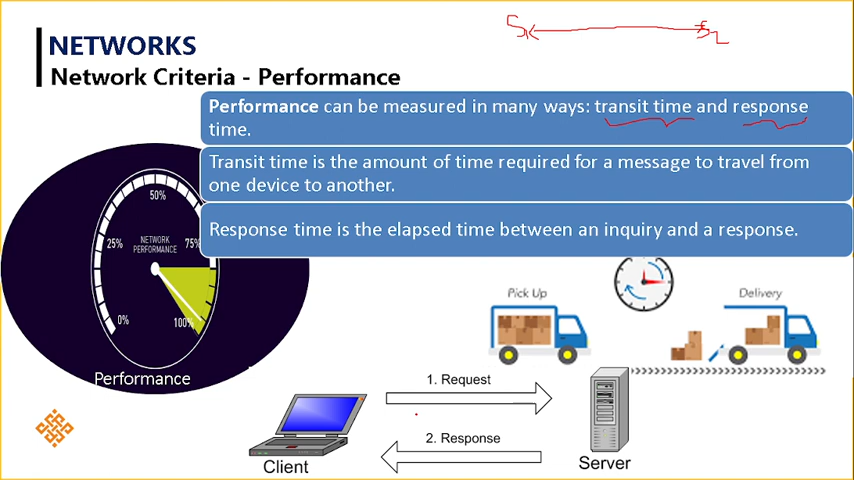 NETWORKS
Network Criteria - Performance
Performance can be measured in many ways: transit time and response
time.
Transit time is the amount of time required for a message to travel from
one device to another.
Response time is the elapsed time between an inquiry and a response.
50%
25%
NETWORK
PERFORMANCE
75%
0%
100%
Performance
Pick Up
Delivery
1. Request
2. Response
Client
Server